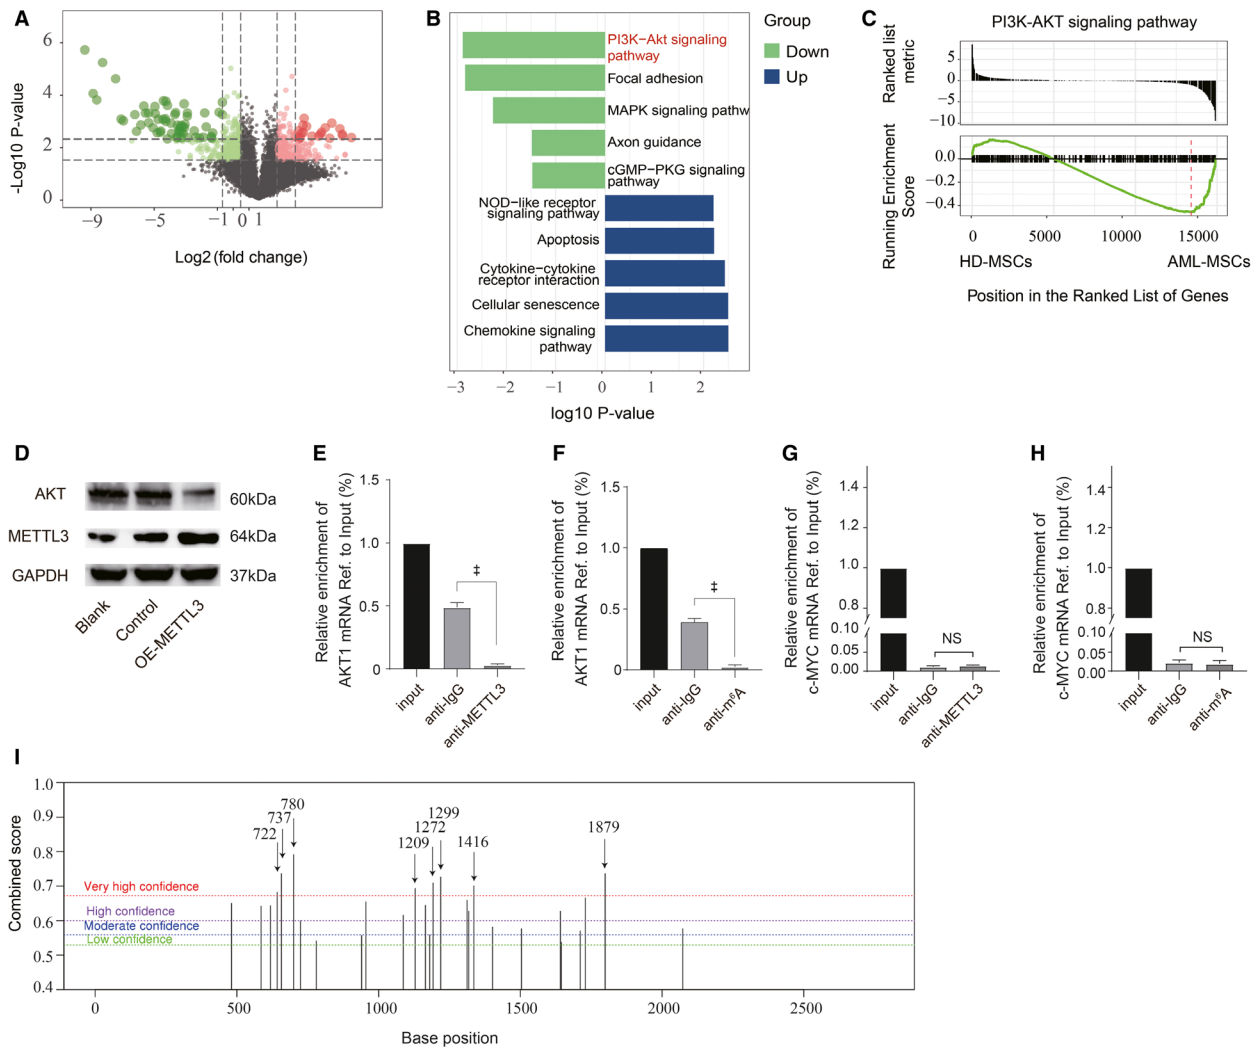 A
6
4
2
0
-Log10 P-value
−9
−5
−1
0
1
Log2 (fold change)
B
PI3K−Akt signaling
pathway
Focal adhesion
MAPK signaling pathw
Axon guidance
cGMP−PKG signaling
pathway
NOD−like receptor
signaling pathway
Apoptosis
Cytokine−cytokine
receptor interaction
Cellular senescence
Chemokine signaling
pathway
−3
−2
−1
0
1
2
log10 P-value
Group
Down
Up
C
PI3K-AKT signaling pathway
Ranked list
metric
5
0
−5
−10
Running Enrichment
Score
0.0
−0.2
−0.4
0
5000
10000
15000
HD-MSCs
AML-MSCs
Position in the Ranked List of Genes
D
AKT
60kDa
METTL3
64kDa
GAPDH
37kDa
Blank
Control
OE-METTL3
E
Relative enrichment of
AKT1 mRNA Ref. to Input (%)
1.5
1.0
0.5
0
‡
input
anti-IgG
anti-METTL3
F
Relative enrichment of
AKT1 mRNA Ref. to Input (%)
1.5
1.0
0.5
0
‡
input
anti-IgG
anti-m⁶A
G
Relative enrichment of
c-MYC mRNA Ref. to Input (%)
1.4
1.2
1.0
0.8
0.10
0.05
0.00
NS
input
anti-IgG
anti-METTL3
H
Relative enrichment of
c-MYC mRNA Ref. to Input (%)
1.4
1.2
1.0
0.8
0.10
0.05
0.00
NS
input
anti-IgG
anti-m⁶A
I
Combined score
1.0
0.9
0.8
0.7
0.6
0.5
0.4
Very high confidence
High confidence
Moderate confidence
Low confidence
722
737
780
1209
1272
1299
1416
1879
0
500
1000
1500
2000
2500
Base position